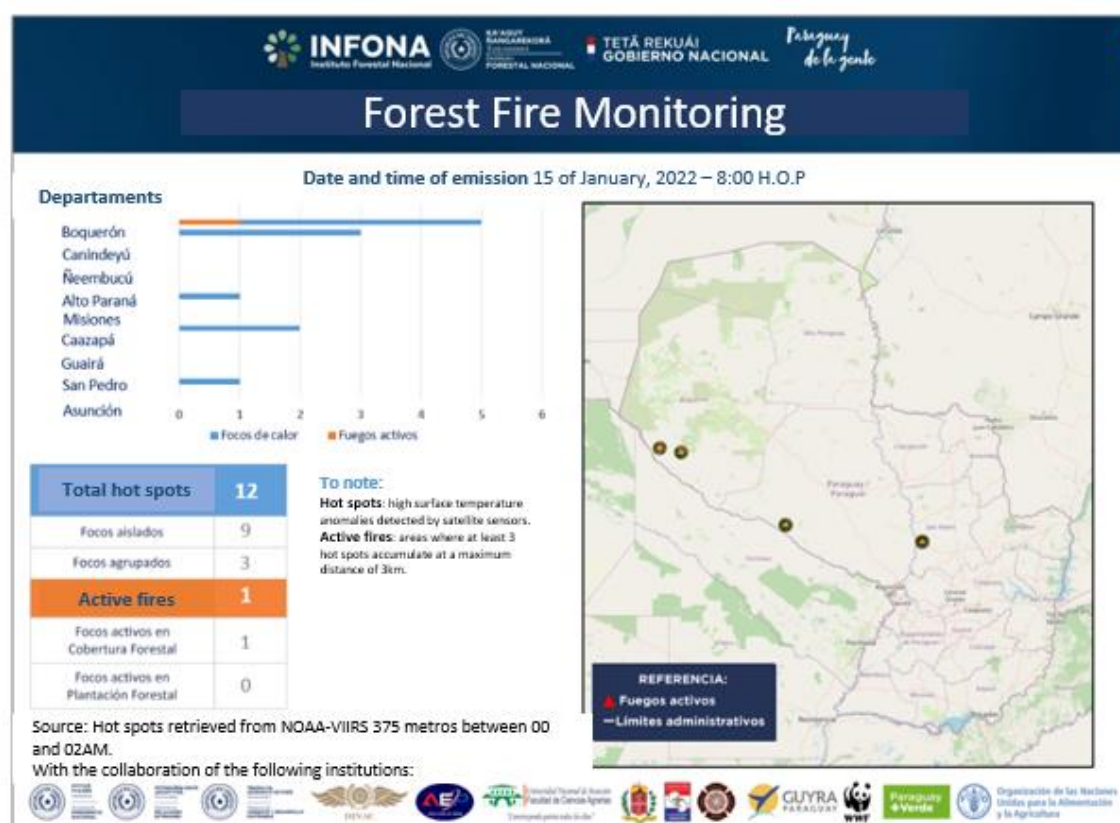 INFONA
Instituto Forestal Nacional
FORESTAL NACIONAL
TETÃ REKUÁI
GOBIERNO NACIONAL
Paraguay
de la gente
Forest Fire Monitoring
Date and time of emission 15 of January, 2022 – 8:00 H.O.P
Departaments
Boquerón
Canindeyú
Ñeembucú
Alto Paraná
Misiones
Caazapá
Guairá
San Pedro
Asunción
0 1 2 3 4 5 6
Focos de calor Fuegos activos
Total hot spots 12
Focos aislados 9
Focos agrupados 3
Active fires 1
Focos activos en
Cobertura Forestal 1
Focos activos en
Plantación Forestal 0
To note:
Hot spots: high surface temperature
anomalies detected by satellite sensors.
Active fires: areas where at least 3
hot spots accumulate at a maximum
distance of 3km.
REFERENCIA:
Fuegos activos
Límites administrativos
Source: Hot spots retrieved from NOAA-VIIRS 375 metros between 00
and 02AM.
With the collaboration of the following institutions:
GUYRA
PARAGUAY
WWF
Paraguay
+Verde
Organización de las Naciones
Unidas para la Alimentación
y la Agricultura